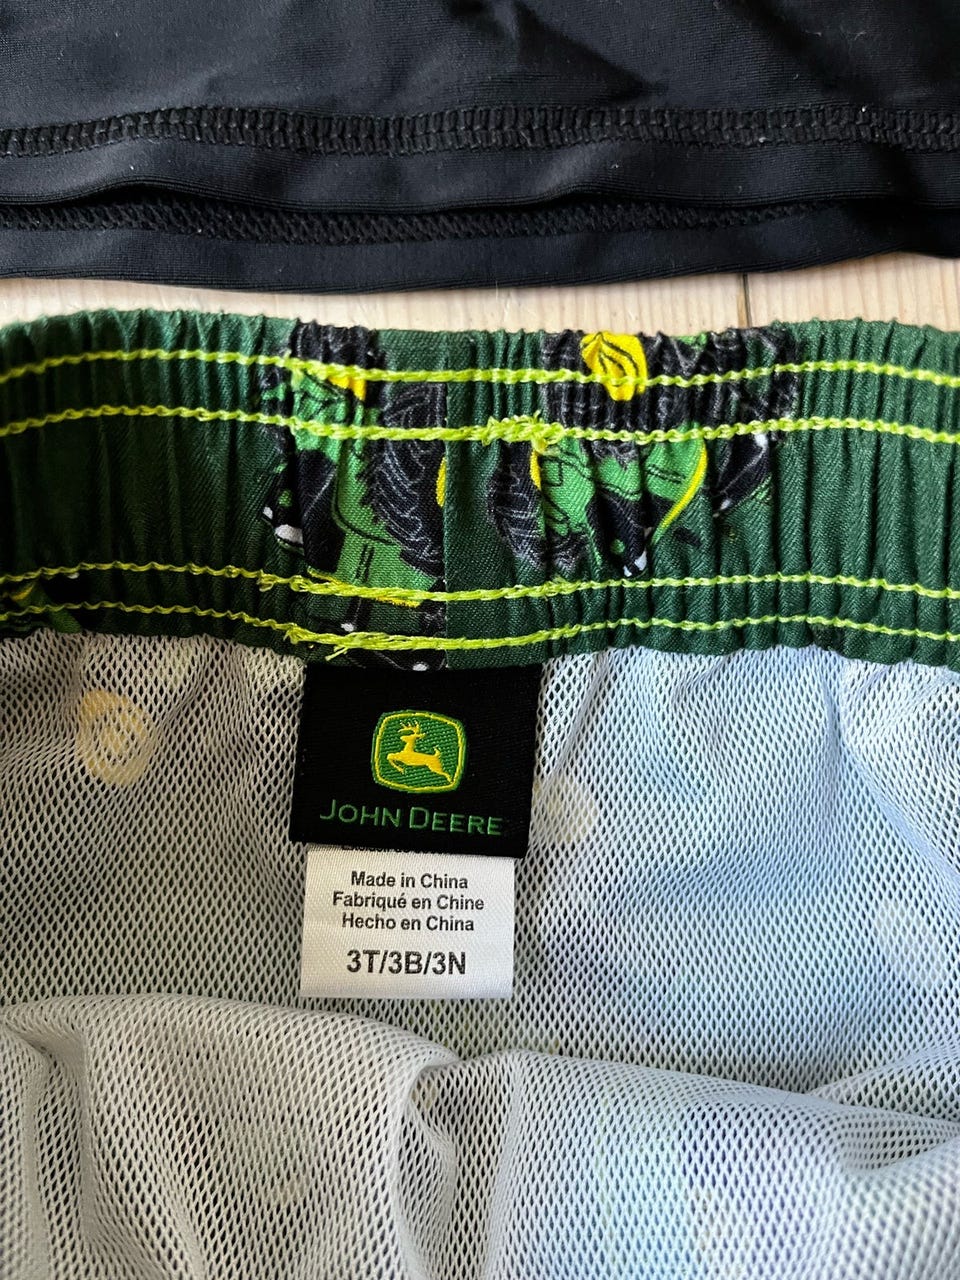 JOHN DEERE
Made in China
Fabriqué en Chine
Hecho en China
3T/3B/3N